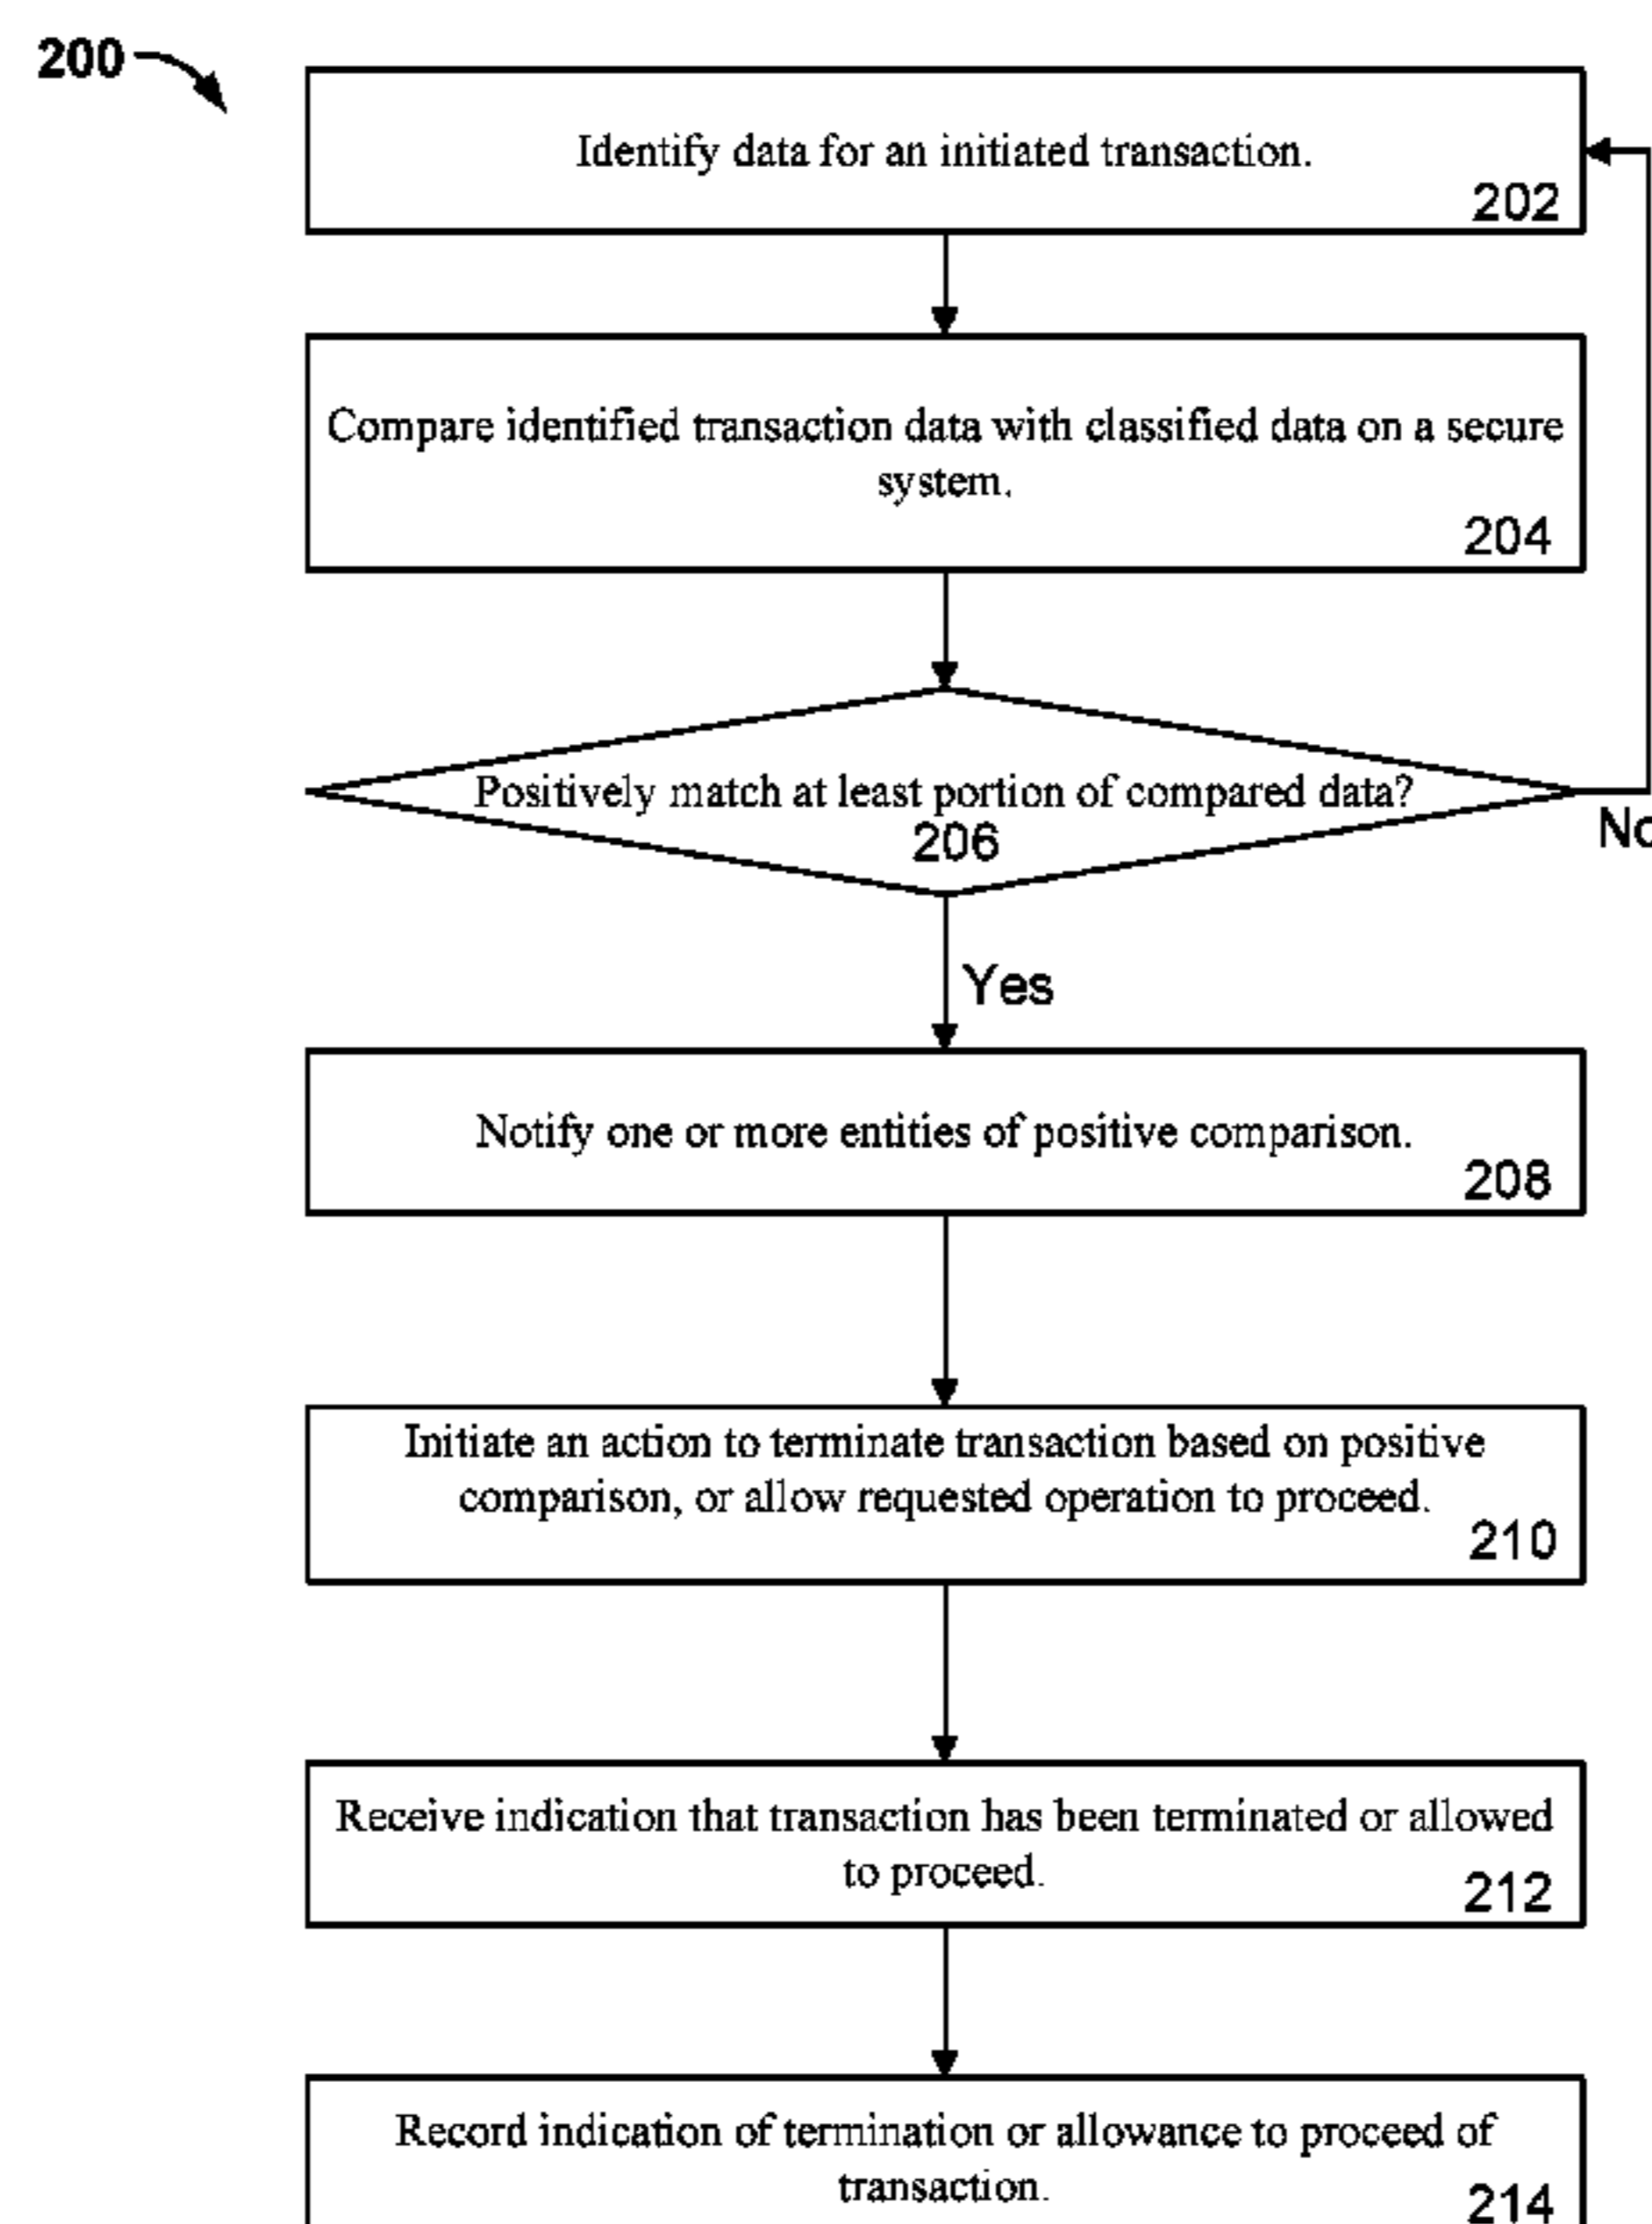 200
Identify data for an initiated transaction.
202
Compare identified transaction data with classified data on a secure
system.
204
Positively match at least portion of compared data?
206
No
Yes
Notify one or more entities of positive comparison.
208
Initiate an action to terminate transaction based on positive
comparison, or allow requested operation to proceed.
210
Receive indication that transaction has been terminated or allowed
to proceed.
212
Record indication of termination or allowance to proceed of
transaction.
214